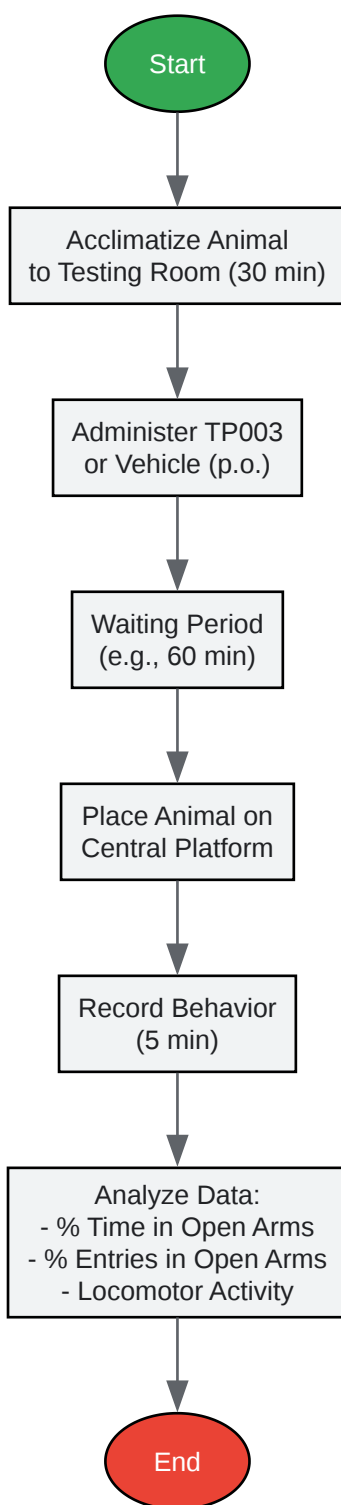 Start
Acclimatize Animal
to Testing Room (30 min)
Administer TP003
or Vehicle (p.o.)
Waiting Period
(e.g., 60 min)
Place Animal on
Central Platform
Record Behavior
(5 min)
Analyze Data:
- % Time in Open Arms
- % Entries in Open Arms
- Locomotor Activity
End